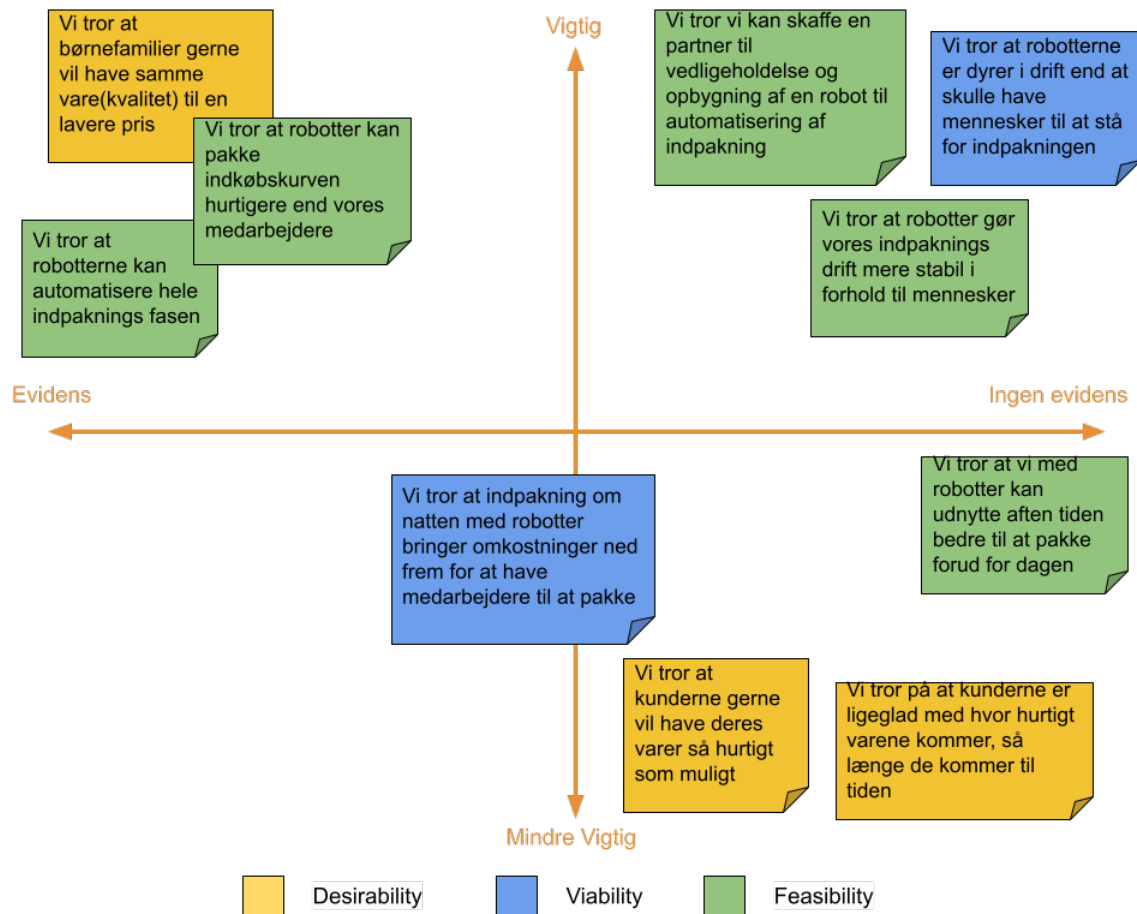 Vi tror at
børnefamilier gerne
vil have samme
vare(kvalitet) til en
lavere pris
Vi tror at robotter kan
pakke
indkøbskurven
hurtigere end vores
medarbejdere
Vi tror at
robotterne kan
automatisere hele
indpaknings fasen
Vigtig
Vi tror vi kan skaffe en
partner til
vedligeholdelse og
opbygning af en robot til
automatisering af
indpakning
Vi tror at robotterne
er dyrer i drift end at
skulle have
mennesker til at stå
for indpakningen
Vi tror at robotter gør
vores indpaknings
drift mere stabil i
forhold til mennesker
Evidens
Ingen evidens
Vi tror at indpakning om
natten med robotter
bringer omkostninger ned
frem for at have
medarbejdere til at pakke
Vi tror at vi med
robotter kan
udnytte aften tiden
bedre til at pakke
forud for dagen
Vi tror at
kunderne gerne
vil have deres
varer så hurtigt
som muligt
Vi tror på at kunderne er
ligeglad med hvor hurtigt
varene kommer, så
længe de kommer til
tiden
Mindre Vigtig
Desirability
Viability
Feasibility